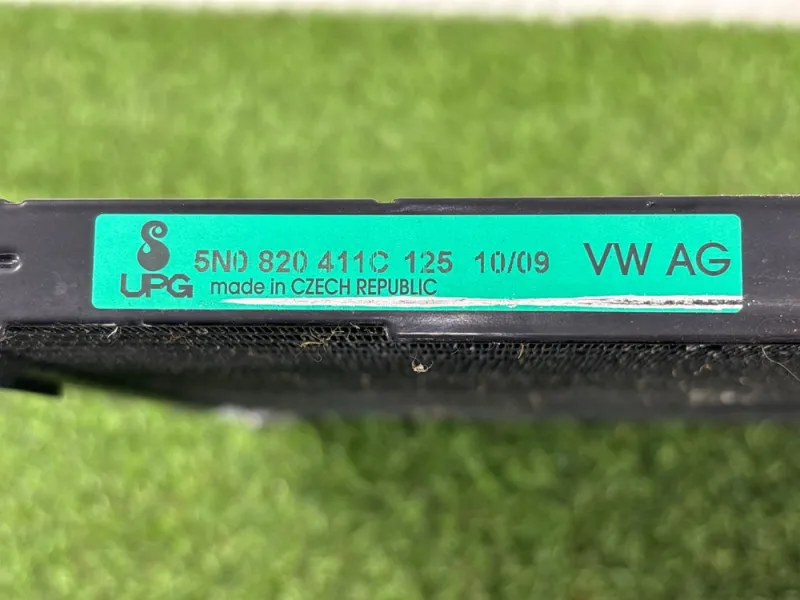 5N0 820 411C 125 10/09 VW AG
UPG made in CZECH REPUBLIC